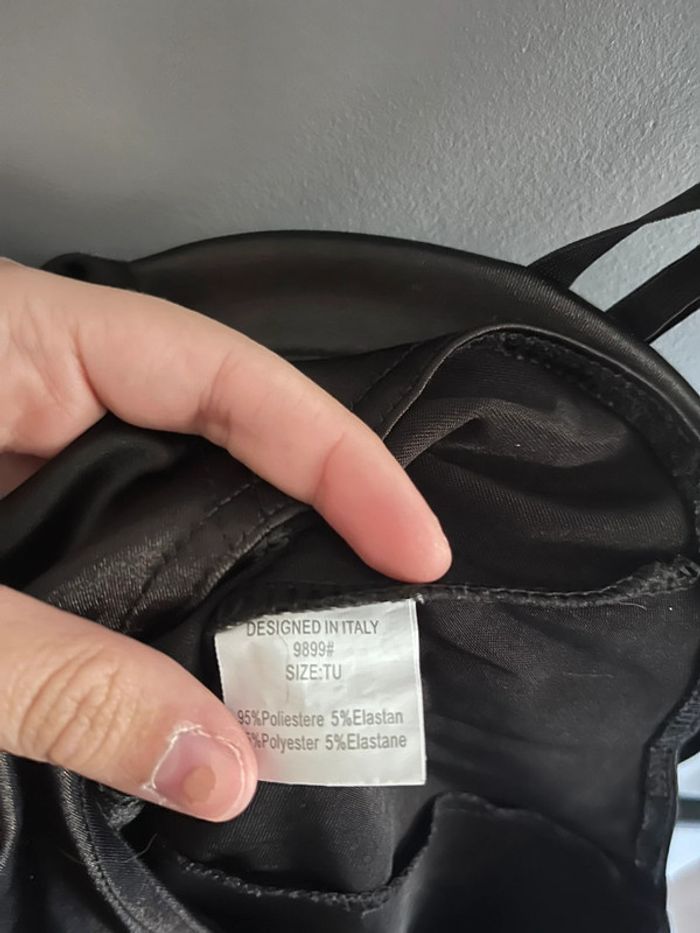 DESIGNED IN ITALY
9899#
SIZE:TU
95%Poliestere 5%Elastan
5%Polyester 5%Elastane